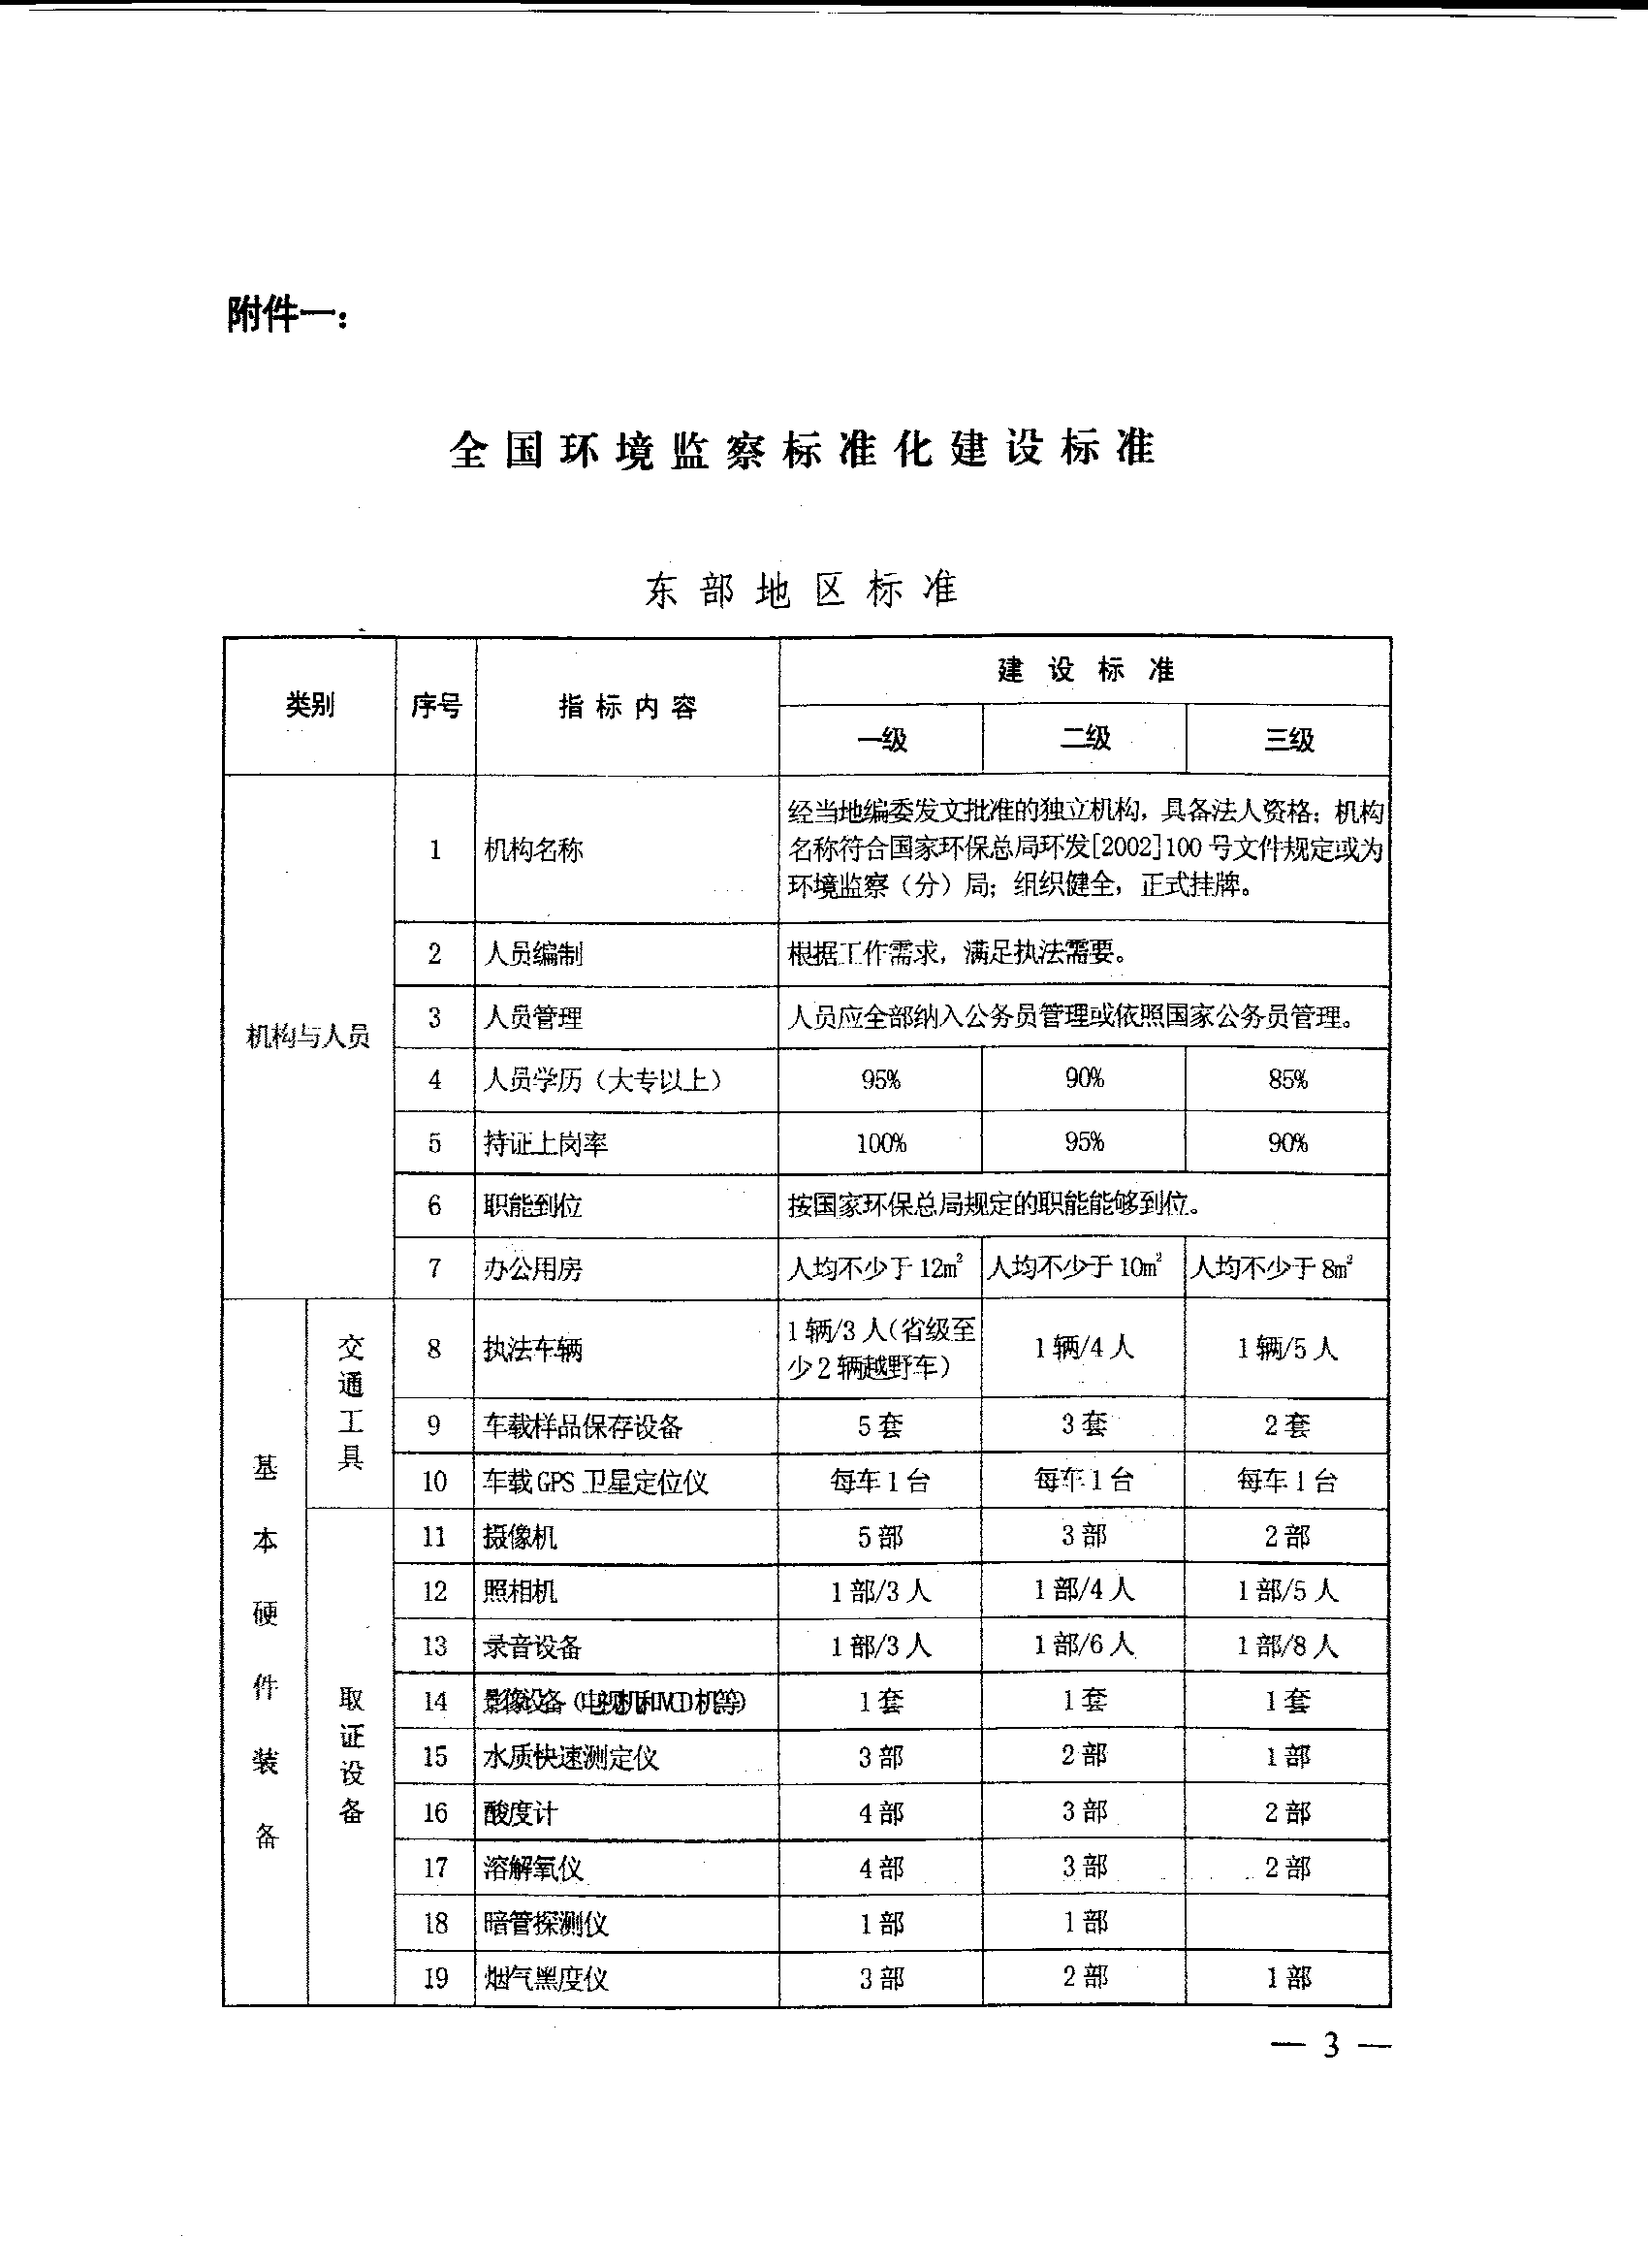 附件一：
全国环境监察标准化建设标准
东部地区标准
类别 序号 指标内容 建设标准
一级 二级 三级
机构与人员
1 机构名称 经当地编委发文批准的独立机构，具备法人资格；机构
名称符合国家环保总局环发[2002]100号文件规定或为
环境监察（分）局；组织健全，正式挂牌。
2 人员编制 根据工作需求，满足执法需要。
3 人员管理 人员应全部纳入公务员管理或依照国家公务员管理。
4 人员学历（大专以上） 95% 90% 85%
5 持证上岗率 100% 95% 90%
6 职能到位 按国家环保总局规定的职能能够到位。
7 办公用房 人均不少于12㎡ 人均不少于10㎡ 人均不少于8㎡
基本硬件装备
交通工具
8 执法车辆 1辆/3人（省级至
少2辆越野车） 1辆/4人 1辆/5人
9 车载样品保存设备 5套 3套 2套
10 车载GPS卫星定位仪 每车1台 每车1台 每车1台
取证设备
11 摄像机 5部 3部 2部
12 照相机 1部/3人 1部/4人 1部/5人
13 录音设备 1部/3人 1部/6人 1部/8人
14 影像设备（电视机和VCD机等） 1套 1套 1套
15 水质快速测定仪 3部 2部 1部
16 酸度计 4部 3部 2部
17 溶解氧仪 4部 3部 2部
18 暗管探测仪 1部 1部
19 烟气黑度仪 3部 2部 1部
— 3 —